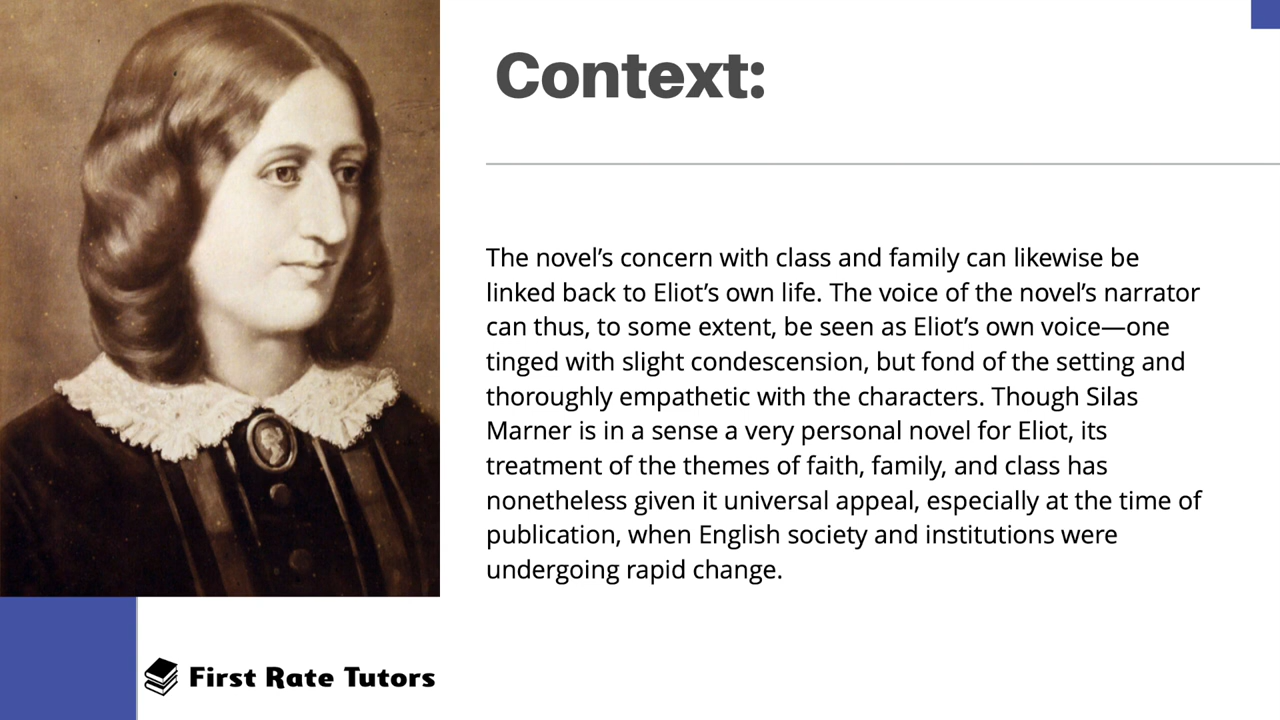 Context:
The novel’s concern with class and family can likewise be
linked back to Eliot’s own life. The voice of the novel’s narrator
can thus, to some extent, be seen as Eliot’s own voice—one
tinged with slight condescension, but fond of the setting and
thoroughly empathetic with the characters. Though Silas
Marner is in a sense a very personal novel for Eliot, its
treatment of the themes of faith, family, and class has
nonetheless given it universal appeal, especially at the time of
publication, when English society and institutions were
undergoing rapid change.
First Rate Tutors